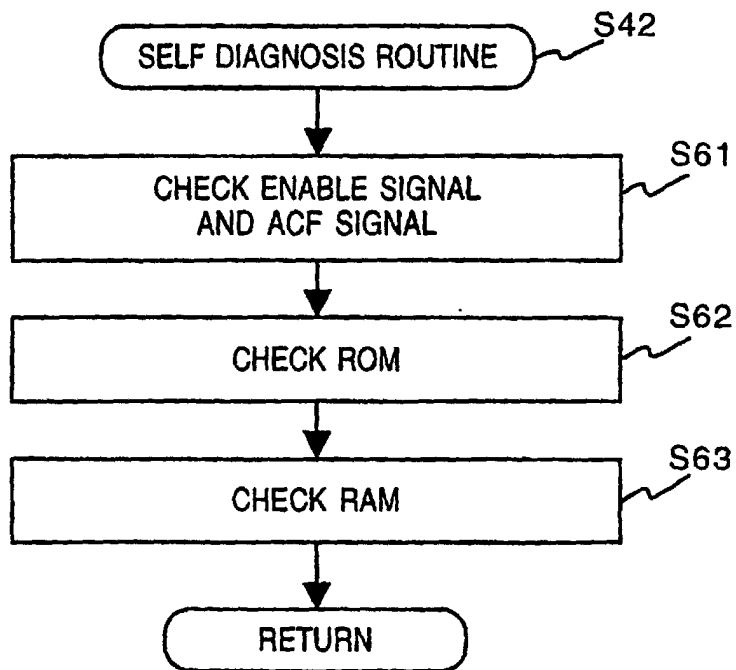 S42
SELF DIAGNOSIS ROUTINE
S61
CHECK ENABLE SIGNAL
AND ACF SIGNAL
S62
CHECK ROM
S63
CHECK RAM
RETURN